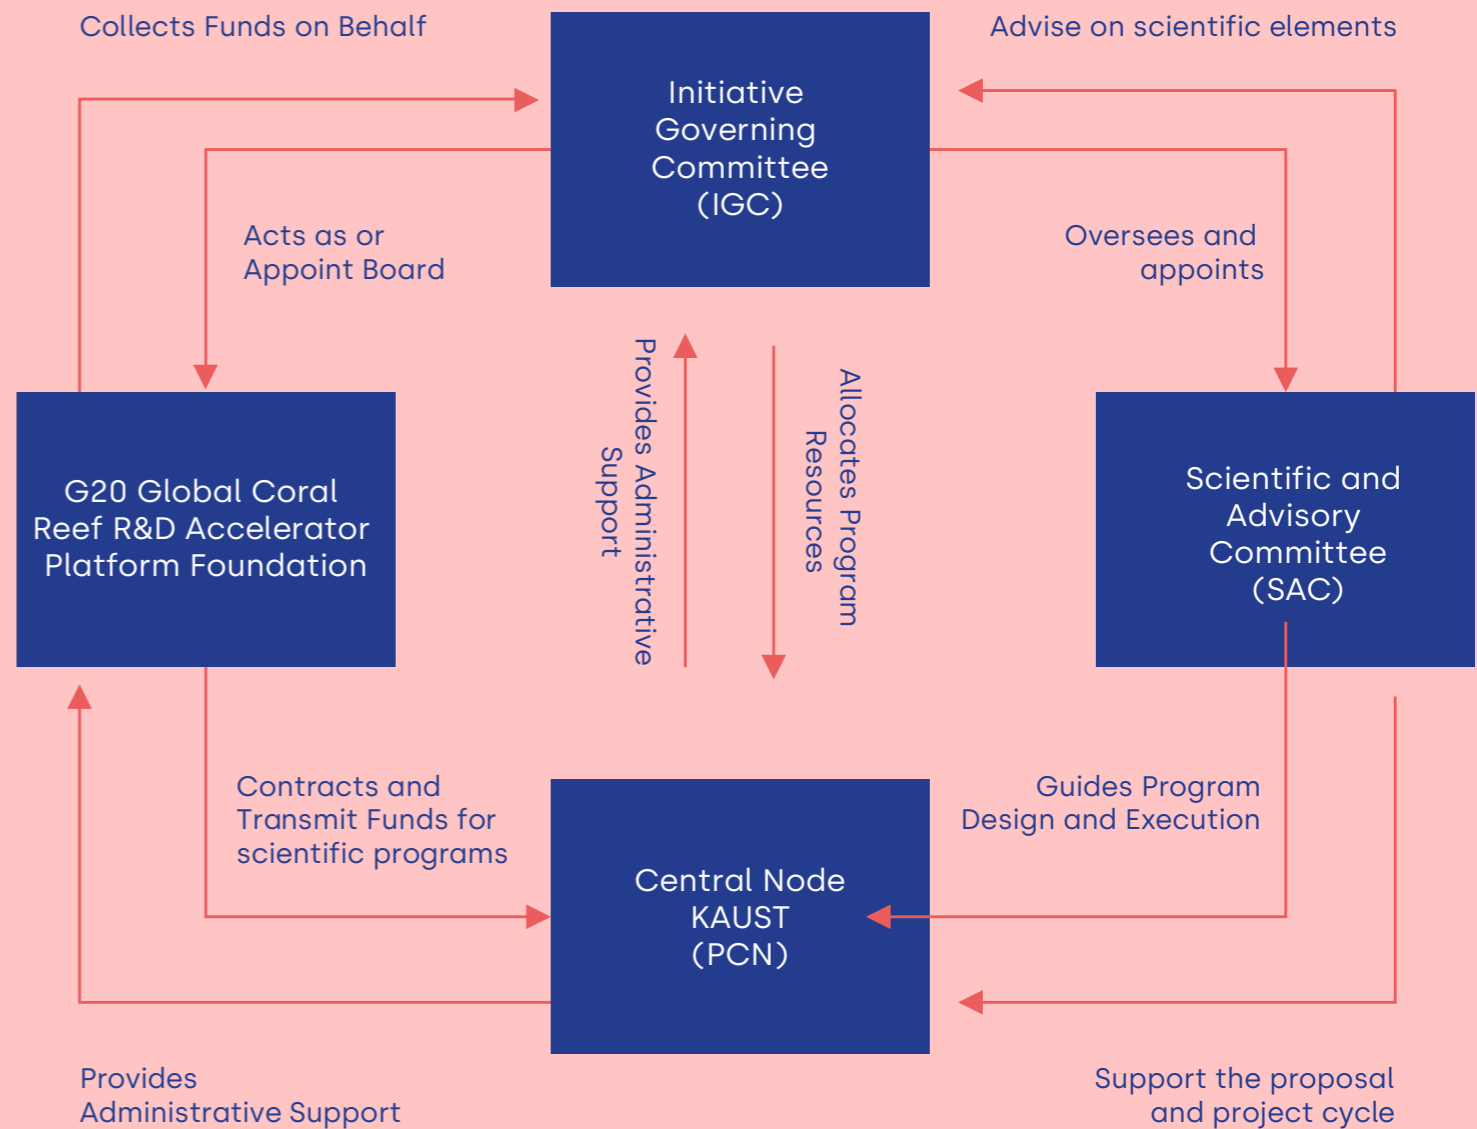 Collects Funds on Behalf
Advise on scientific elements
Initiative
Governing
Committee
(IGC)
Acts as or
Appoint Board
Oversees and
appoints
Provides Administrative
Support
Allocates Program
Resources
G20 Global Coral
Reef R&D Accelerator
Platform Foundation
Scientific and
Advisory
Committee
(SAC)
Contracts and
Transmit Funds for
scientific programs
Guides Program
Design and Execution
Central Node
KAUST
(PCN)
Provides
Administrative Support
Support the proposal
and project cycle